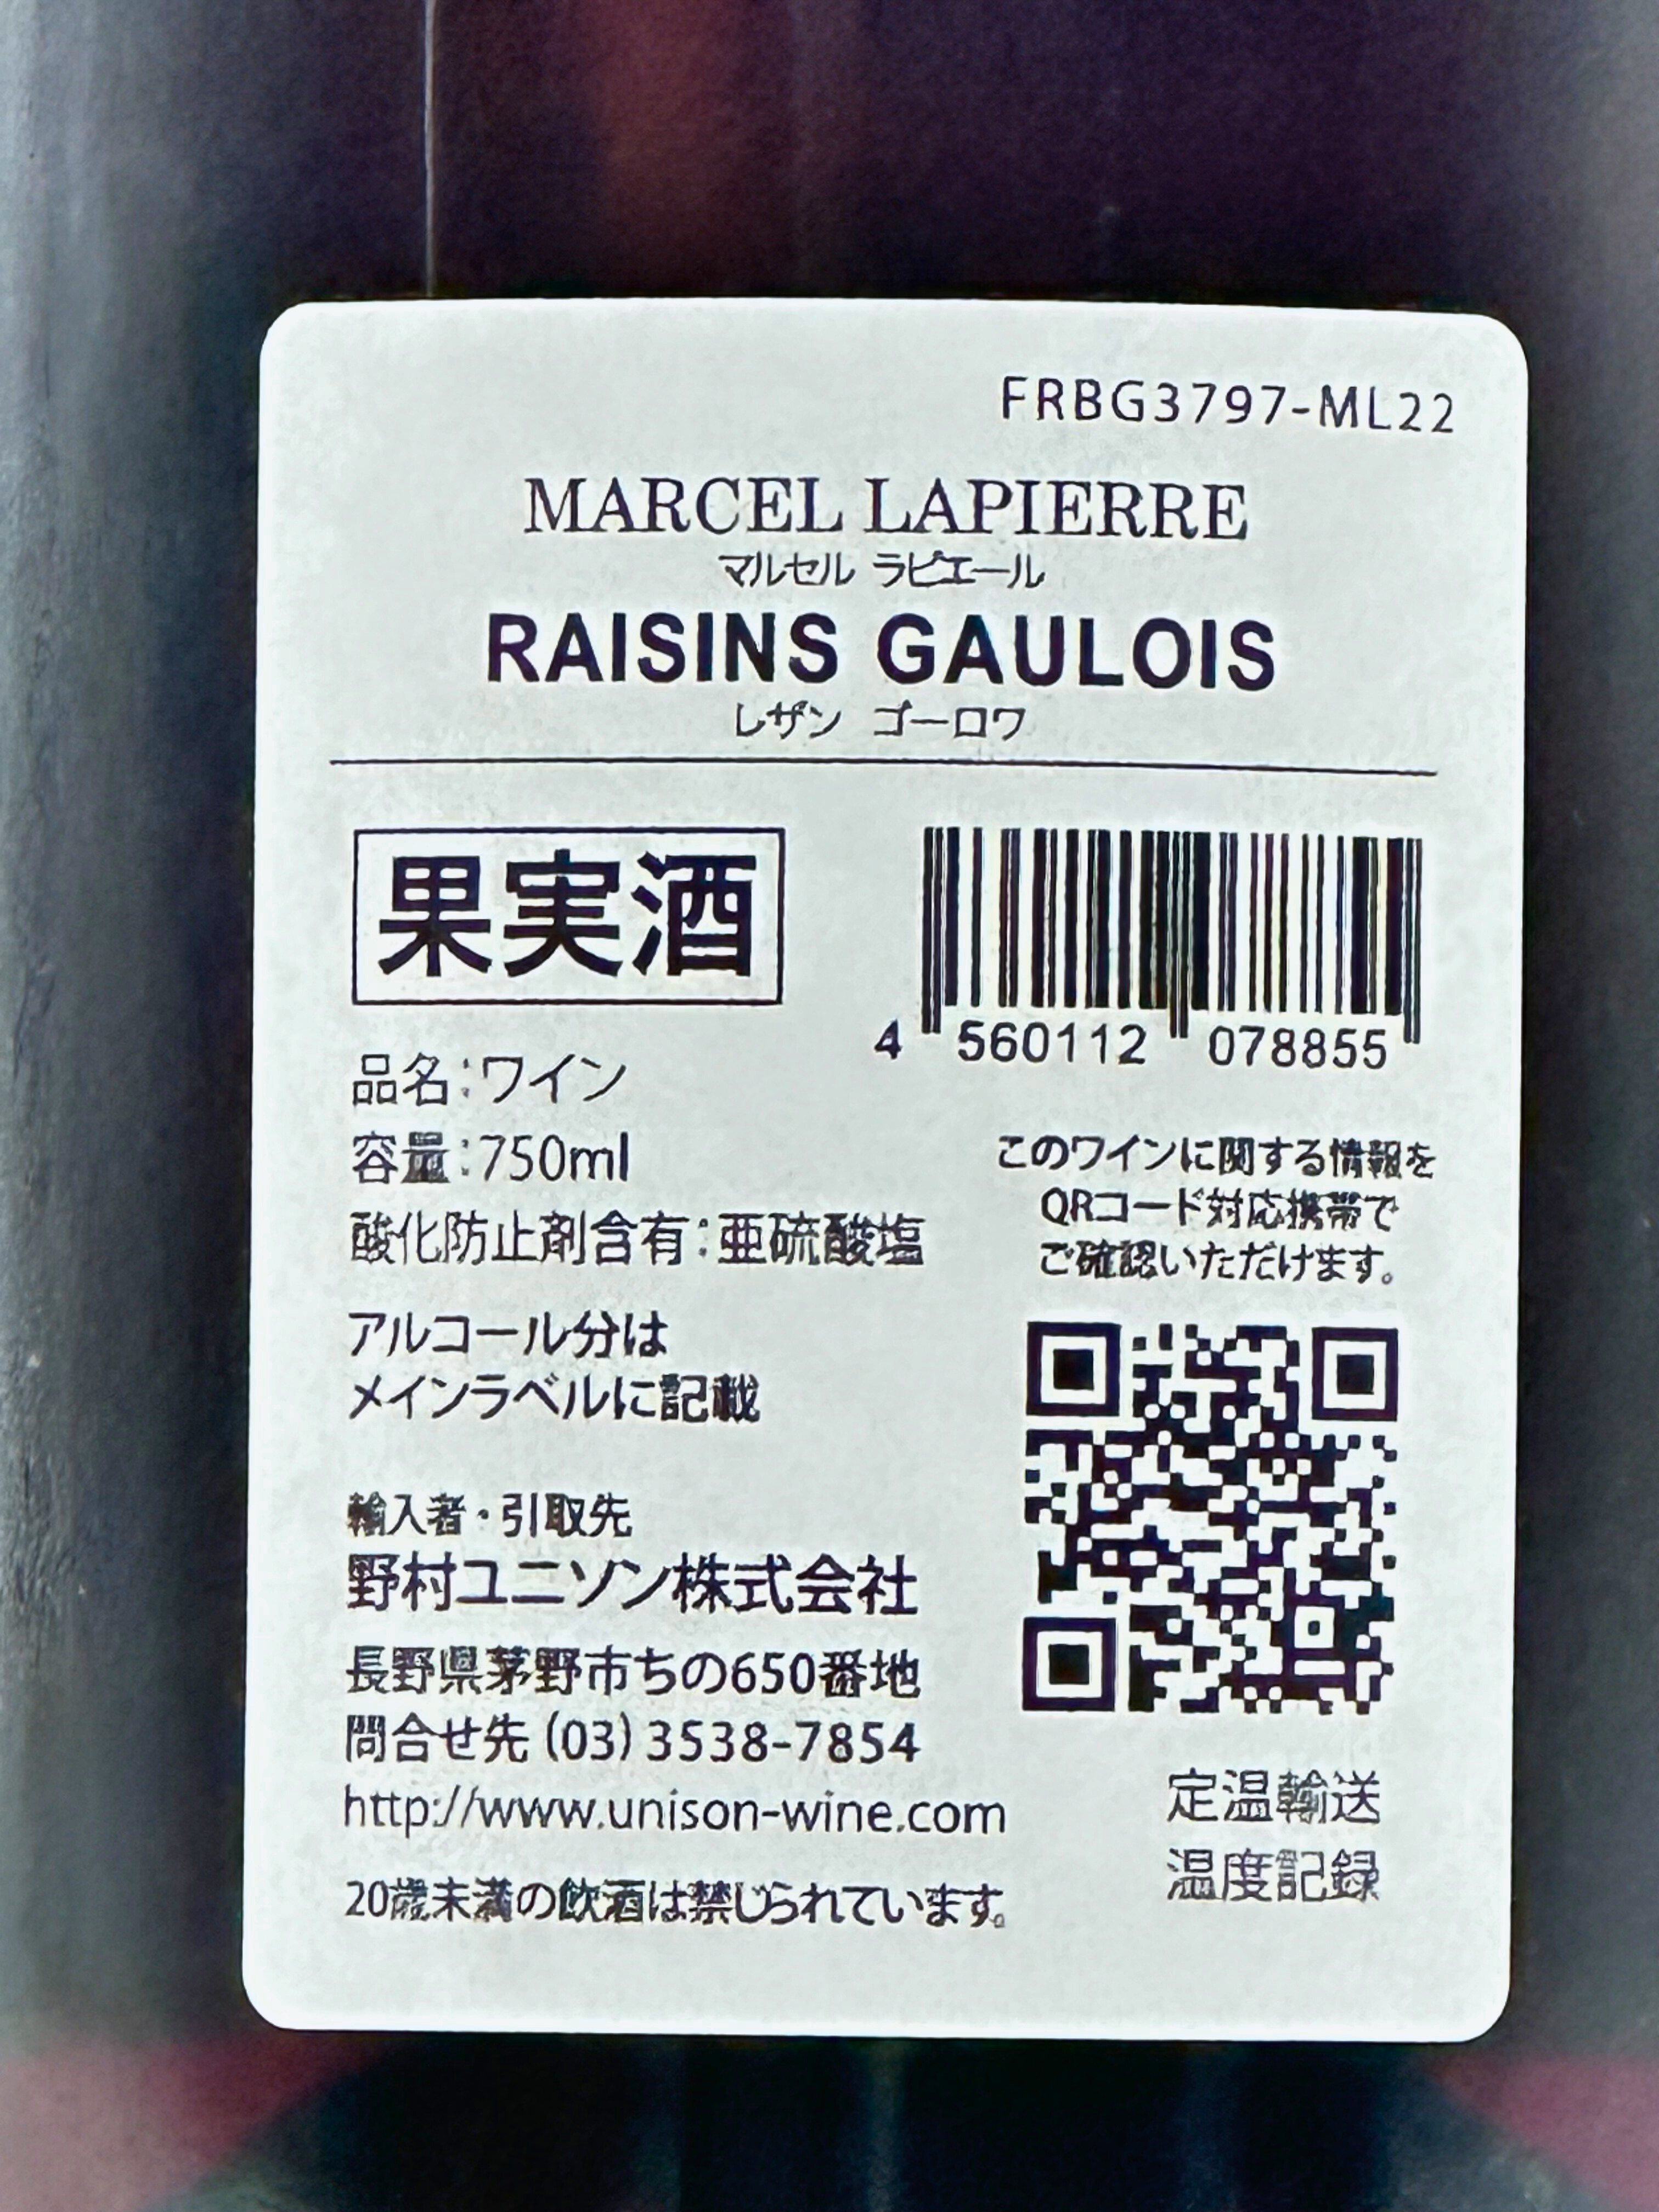 FRBG3797-ML22
MARCEL LAPIERRE
マルセル ラピエール
RAISINS GAULOIS
レザン ゴーロワ
果実酒
4 560112 078855
品名:ワイン
容量:750ml
酸化防止剤含有:亜硫酸塩
アルコール分は
メインラベルに記載
このワインに関する情報を
QRコード対応携帯で
ご確認いただけます。
輸入者・引取先
野村ユニソン株式会社
長野県茅野市ちの650番地
問合せ先(03)3538-7854
http://www.unison-wine.com
20歳未満の飲酒は禁じられています。
定温輸送
温度記録